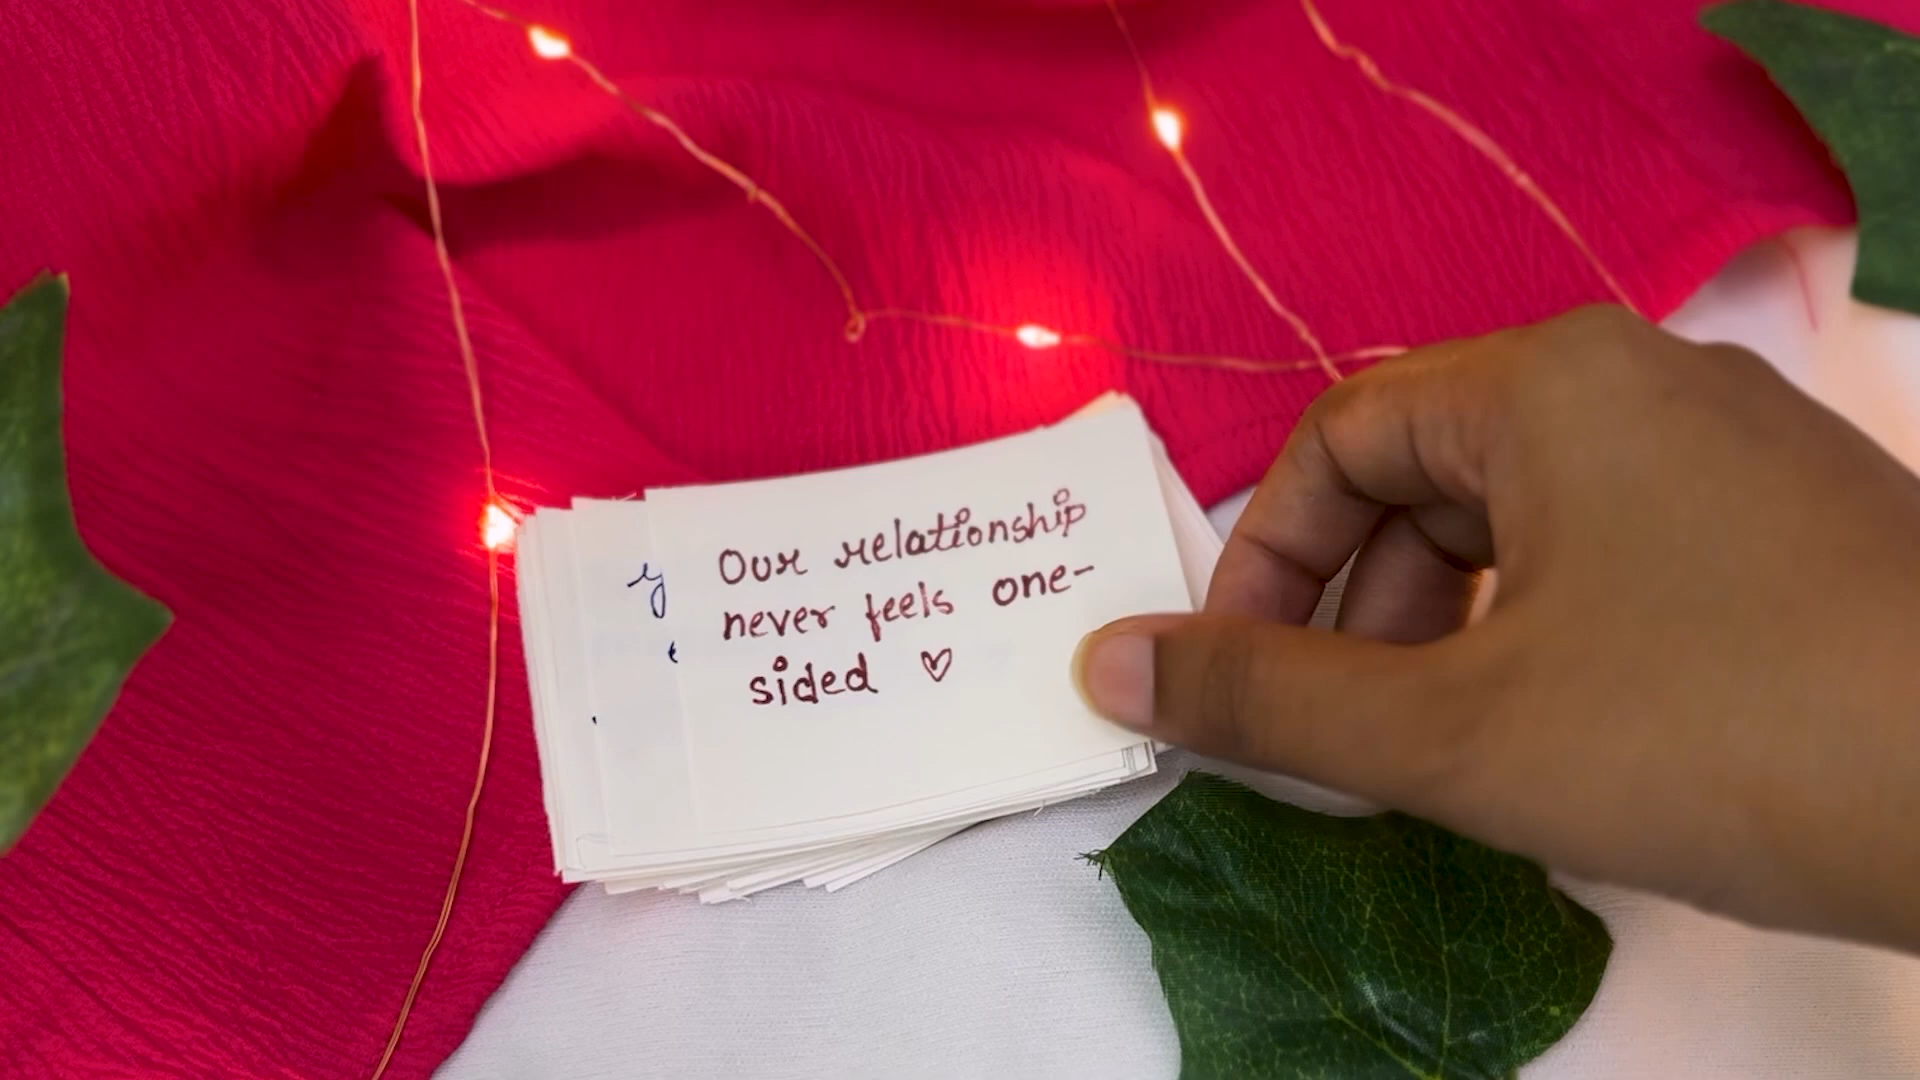 Our relationship
never feels one-
sided ♡